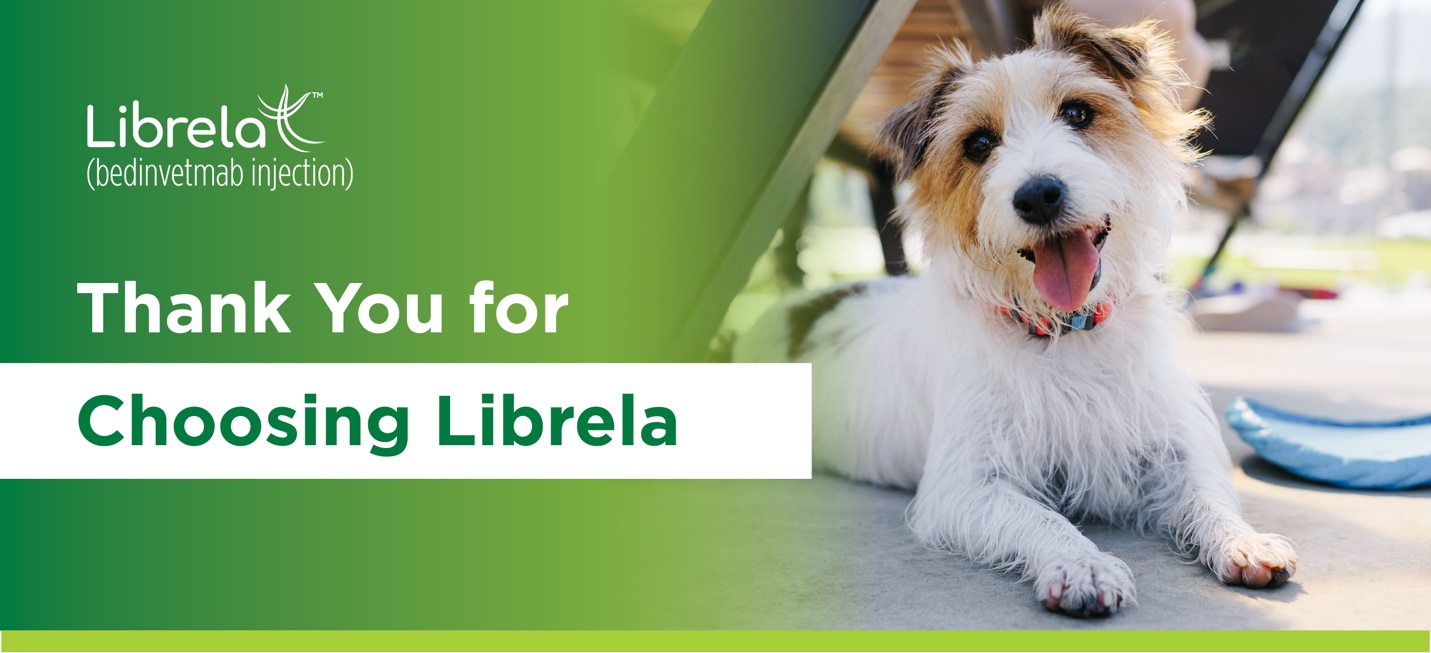 Librela™
(bedinvetmab injection)
Thank You for
Choosing Librela